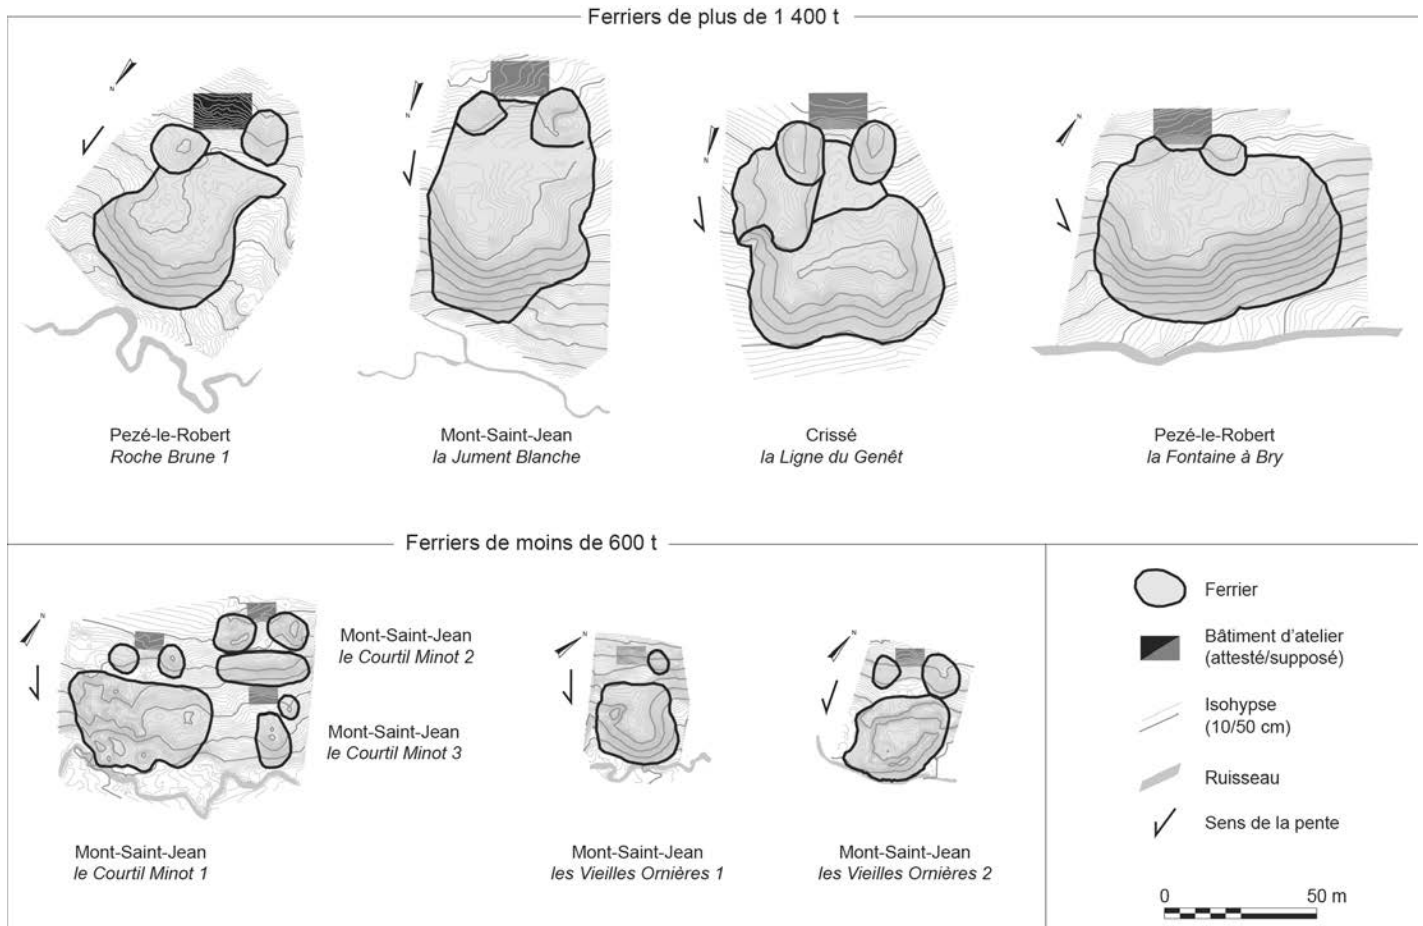 Ferriers de plus de 1 400 t
N
N
N
N
Pezé-le-Robert
Roche Brune 1
Mont-Saint-Jean
la Jument Blanche
Crissé
la Ligne du Genêt
Pezé-le-Robert
la Fontaine à Bry
Ferriers de moins de 600 t
N
N
N
Mont-Saint-Jean
le Courtil Minot 2
Mont-Saint-Jean
le Courtil Minot 3
Mont-Saint-Jean
le Courtil Minot 1
Mont-Saint-Jean
les Vieilles Ornières 1
Mont-Saint-Jean
les Vieilles Ornières 2
Ferrier
Bâtiment d'atelier
(attesté/supposé)
Isohypse
(10/50 cm)
Ruisseau
Sens de la pente
0 50 m